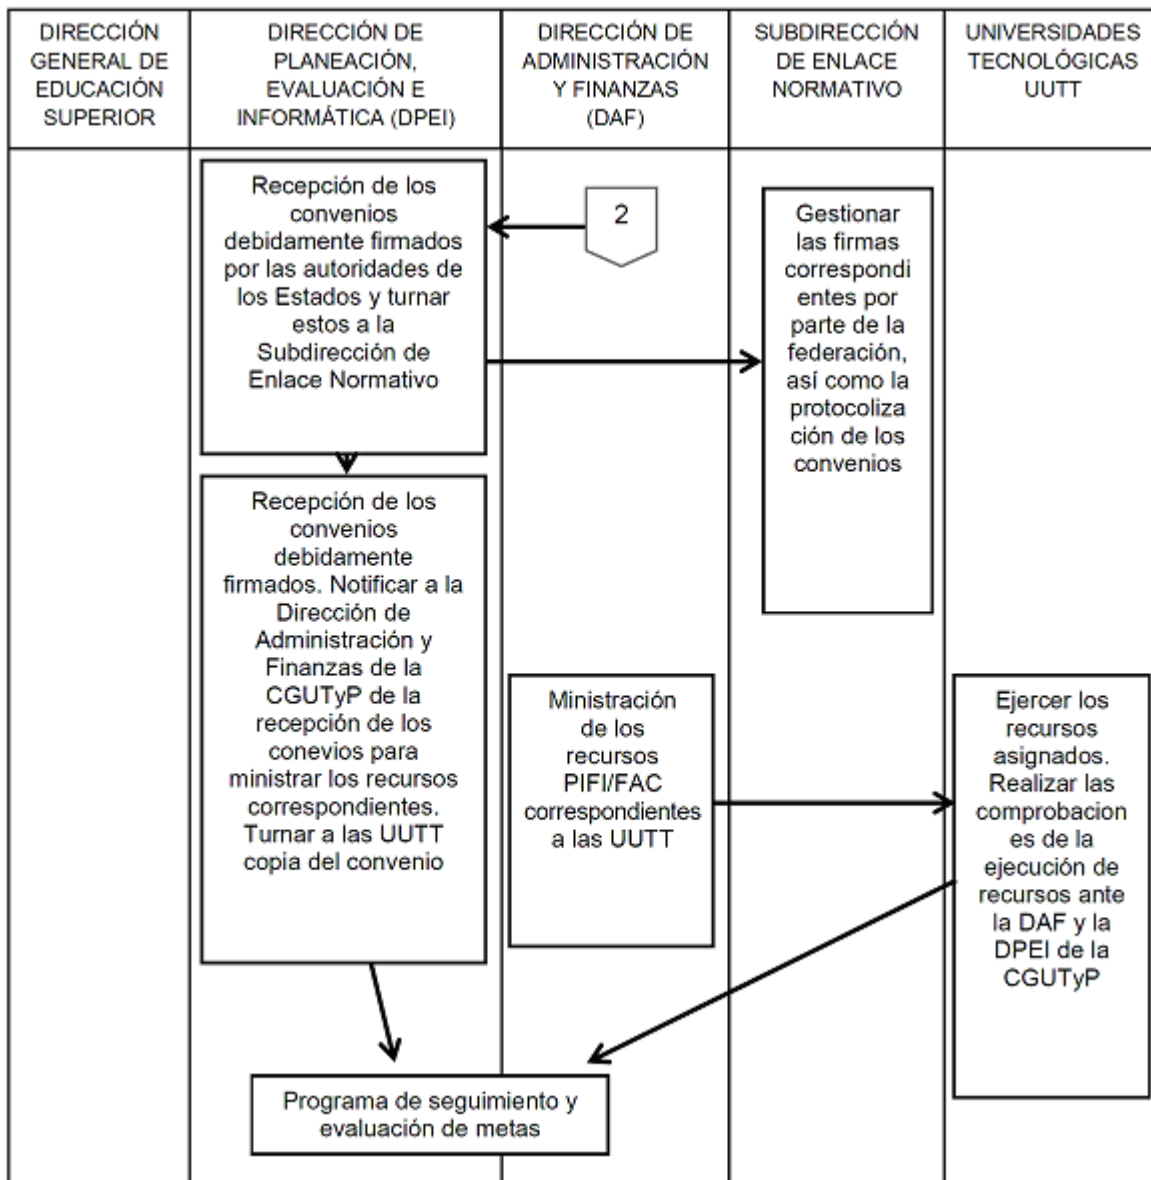 DIRECCIÓN
GENERAL DE
EDUCACIÓN
SUPERIOR
DIRECCIÓN DE
PLANEACIÓN,
EVALUACIÓN E
INFORMÁTICA (DPEI)
DIRECCIÓN DE
ADMINISTRACIÓN
Y FINANZAS
(DAF)
SUBDIRECCIÓN
DE ENLACE
NORMATIVO
UNIVERSIDADES
TECNOLÓGICAS
UUTT
Recepción de los
convenios
debidamente firmados
por las autoridades de
los Estados y turnar
estos a la
Subdirección de
Enlace Normativo
2
Gestionar
las firmas
correspondi
entes por
parte de la
federación,
así como la
protocoliza
ción de los
convenios
Recepción de los
convenios
debidamente
firmados. Notificar a la
Dirección de
Administración y
Finanzas de la
CGUTyP de la
recepción de los
conevios para
ministrar los recursos
correspondientes.
Turnar a las UUTT
copia del convenio
Ministración
de los
recursos
PIFI/FAC
correspondientes
a las UUTT
Ejercer los
recursos
asignados.
Realizar las
comprobacion
es de la
ejecución de
recursos ante
la DAF y la
DPEI de la
CGUTyP
Programa de seguimiento y
evaluación de metas